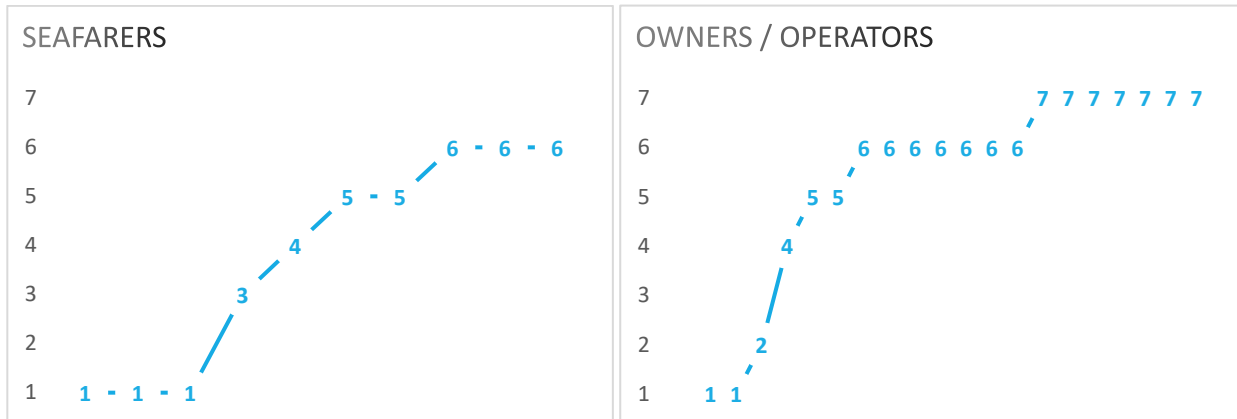 SEAFARERS
7
6 6 - 6 - 6
5 5 - 5
4 4
3 3
2
1 1 - 1 - 1
OWNERS / OPERATORS
7 7 7 7 7 7 7 7
6 6 6 6 6 6 6 6
5 5 5
4 4
3
2 2
1 1 1